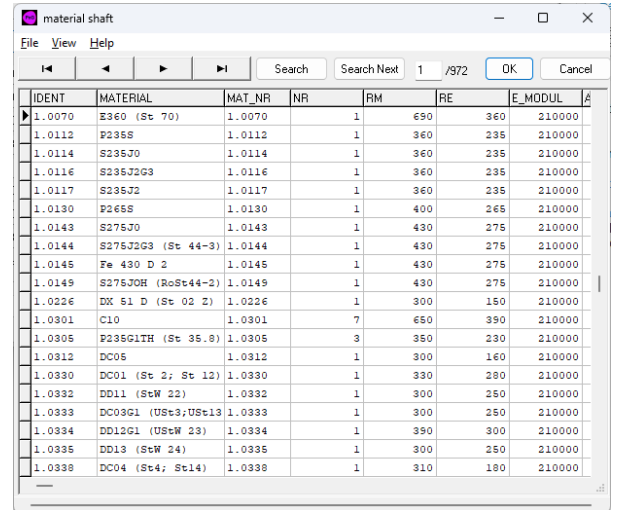 material shaft
File View Help
Search Search Next 1 /972 OK Cancel
IDENT MATERIAL MAT_NR NR RM RE E_MODUL
1.0070 E360 (St 70) 1.0070 1 690 360 210000
1.0112 P235S 1.0112 1 360 235 210000
1.0114 S235J0 1.0114 1 360 235 210000
1.0116 S235J2G3 1.0116 1 360 235 210000
1.0117 S235J2 1.0117 1 360 235 210000
1.0130 P265S 1.0130 1 400 265 210000
1.0143 S275J0 1.0143 1 430 275 210000
1.0144 S275J2G3 (St 44-3) 1.0144 1 430 275 210000
1.0145 Fe 430 D 2 1.0145 1 430 275 210000
1.0149 S275JOH (RoSt44-2) 1.0149 1 430 275 210000
1.0226 DX 51 D (St 02 Z) 1.0226 1 300 150 210000
1.0301 C10 1.0301 7 650 390 210000
1.0305 P235G1TH (St 35.8) 1.0305 3 350 230 210000
1.0312 DC05 1.0312 1 300 160 210000
1.0330 DC01 (St 2; St 12) 1.0330 1 330 280 210000
1.0332 DD11 (StW 22) 1.0332 1 300 250 210000
1.0333 DC03G1 (USt3;USt13 1.0333 1 300 250 210000
1.0334 DD12G1 (UStW 23) 1.0334 1 390 300 210000
1.0335 DD13 (StW 24) 1.0335 1 300 250 210000
1.0338 DC04 (St4; St14) 1.0338 1 310 180 210000